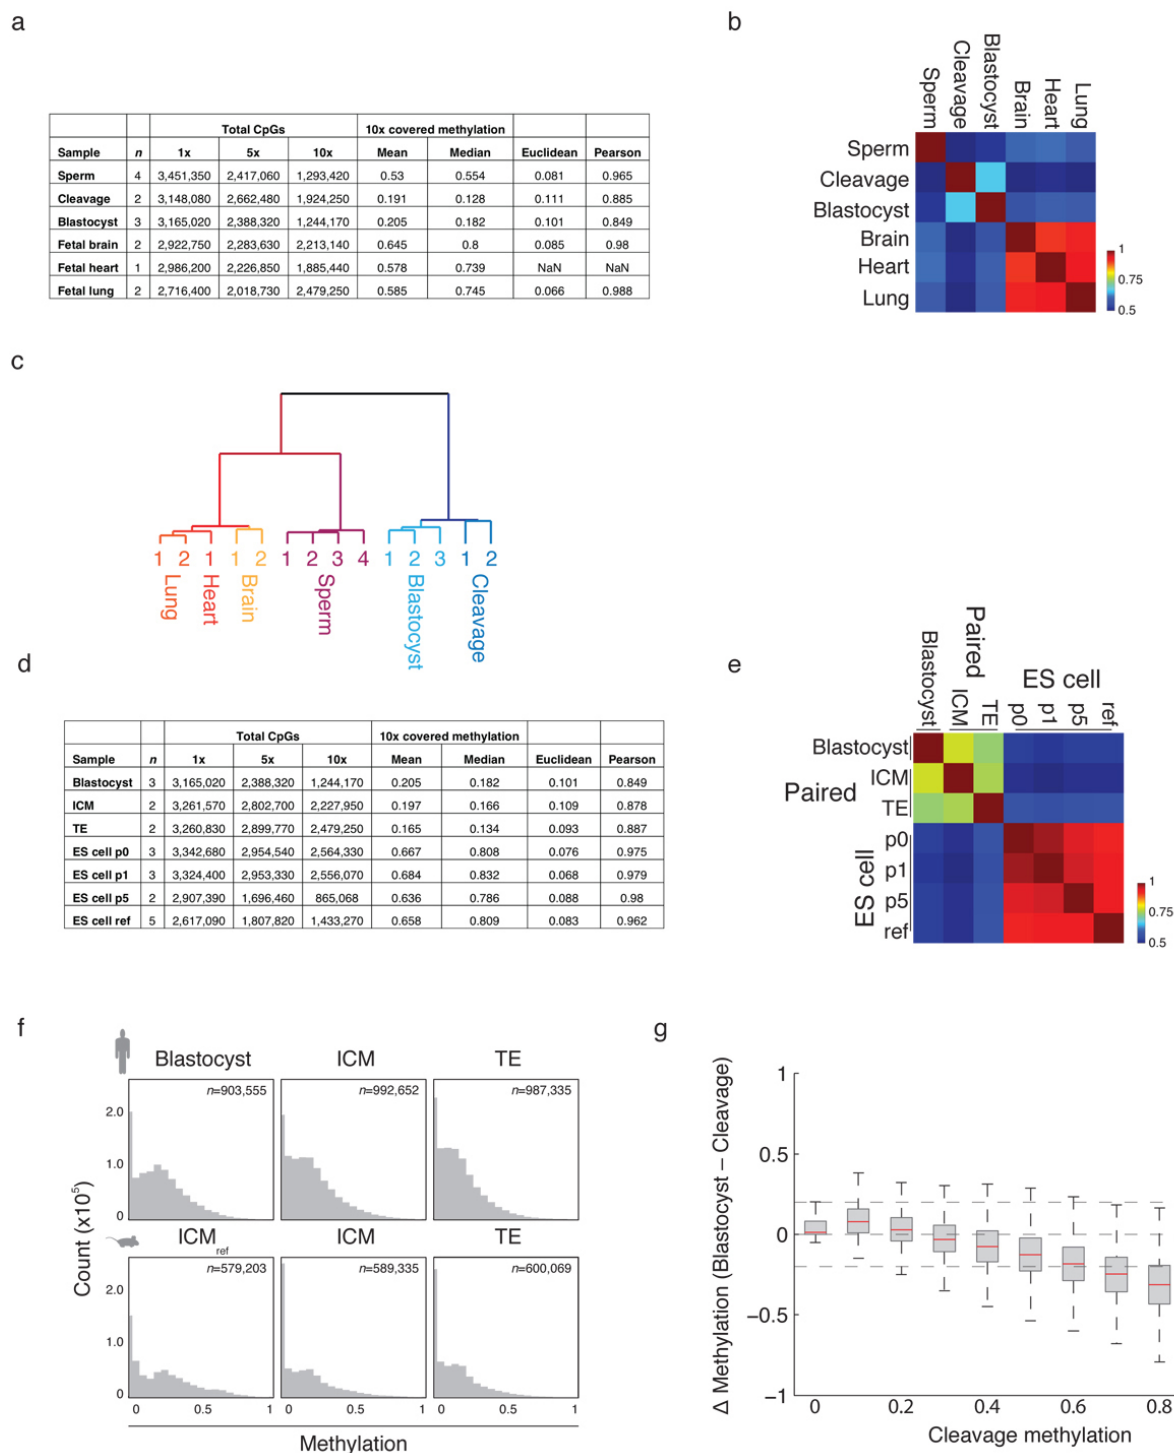 a
Total CpGs 10x covered methylation
Sample n 1x 5x 10x Mean Median Euclidean Pearson
Sperm 4 3,451,350 2,417,060 1,293,420 0.53 0.554 0.081 0.965
Cleavage 2 3,148,080 2,662,480 1,924,250 0.191 0.128 0.111 0.885
Blastocyst 3 3,165,020 2,388,320 1,244,170 0.205 0.182 0.101 0.849
Fetal brain 2 2,922,750 2,283,630 2,213,140 0.645 0.8 0.085 0.98
Fetal heart 1 2,986,200 2,226,850 1,885,440 0.578 0.739 NaN NaN
Fetal lung 2 2,716,400 2,018,730 2,479,250 0.585 0.745 0.066 0.988
b
Sperm Cleavage Blastocyst Brain Heart Lung
Sperm
Cleavage
Blastocyst
Brain
Heart
Lung
1
0.75
0.5
c
1 2 1 1 2 1 2 3 4 1 2 3 1 2
Lung Heart Brain Sperm Blastocyst Cleavage
d
Total CpGs 10x covered methylation
Sample n 1x 5x 10x Mean Median Euclidean Pearson
Blastocyst 3 3,165,020 2,388,320 1,244,170 0.205 0.182 0.101 0.849
ICM 2 3,261,570 2,802,700 2,227,950 0.197 0.166 0.109 0.878
TE 2 3,260,830 2,899,770 2,479,250 0.165 0.134 0.093 0.887
ES cell p0 3 3,342,680 2,954,540 2,564,330 0.667 0.808 0.076 0.975
ES cell p1 3 3,324,400 2,953,330 2,556,070 0.684 0.832 0.068 0.979
ES cell p5 2 2,907,390 1,696,460 865,068 0.636 0.786 0.088 0.98
ES cell ref 5 2,617,090 1,807,820 1,433,270 0.658 0.809 0.083 0.962
e
Paired ES cell
Blastocyst ICM TE p0 p1 p5 ref
Blastocyst
Paired
ICM
TE
ES cell
p0
p1
p5
ref
1
0.75
0.5
f
Blastocyst ICM TE
n=903,555 n=992,652 n=987,335
2.0
1.0
0
Count (x10⁵)
ICM ref ICM TE
n=579,203 n=589,335 n=600,069
2.0
1.0
0
0 0.5 1 0 0.5 1 0 0.5 1
Methylation
g
Δ Methylation (Blastocyst – Cleavage)
1
0.5
0
−0.5
−1
0 0.2 0.4 0.6 0.8
Cleavage methylation